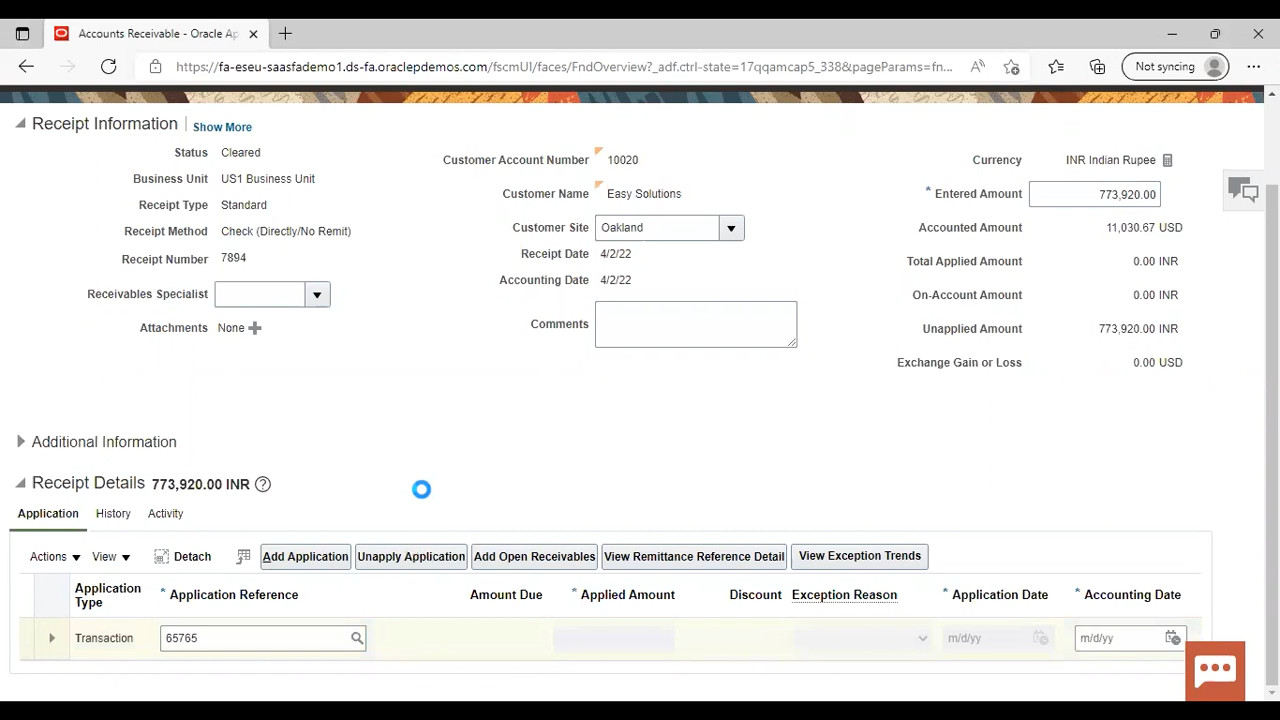 Accounts Receivable - Oracle Ap
https://fa-eseu-saasfademo1.ds-fa.oraclepdemos.com/fscmUI/faces/FndOverview?_adf.ctrl-state=17qqamcap5_338&pageParams=fn...
Not syncing
Receipt Information Show More
Status Cleared
Business Unit US1 Business Unit
Receipt Type Standard
Receipt Method Check (Directly/No Remit)
Receipt Number 7894
Receivables Specialist
Attachments None
Customer Account Number 10020
Customer Name Easy Solutions
Customer Site Oakland
Receipt Date 4/2/22
Accounting Date 4/2/22
Comments
Currency INR Indian Rupee
* Entered Amount 773,920.00
Accounted Amount 11,030.67 USD
Total Applied Amount 0.00 INR
On-Account Amount 0.00 INR
Unapplied Amount 773,920.00 INR
Exchange Gain or Loss 0.00 USD
Additional Information
Receipt Details 773,920.00 INR ?
Application History Activity
Actions View Detach Add Application Unapply Application Add Open Receivables View Remittance Reference Detail View Exception Trends
Application Type * Application Reference Amount Due * Applied Amount Discount Exception Reason * Application Date * Accounting Date
Transaction 65765 m/d/yy m/d/yy